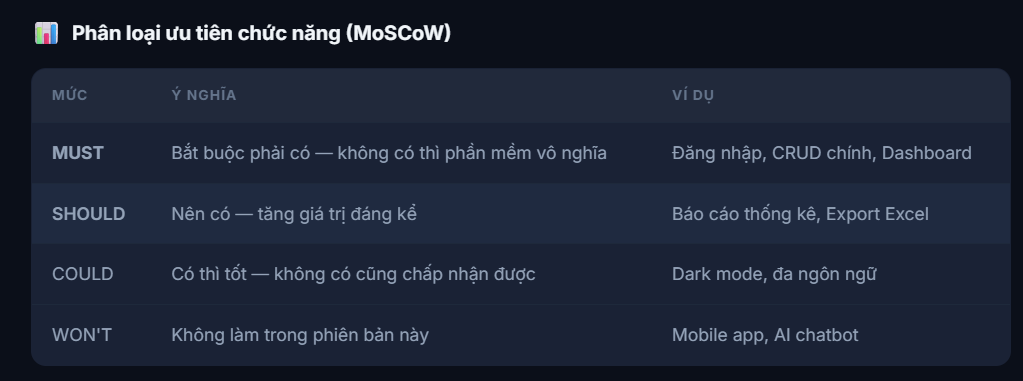 Phân loại ưu tiên chức năng (MoSCoW)
MỨC Ý NGHĨA VÍ DỤ
MUST Bắt buộc phải có — không có thì phần mềm vô nghĩa Đăng nhập, CRUD chính, Dashboard
SHOULD Nên có — tăng giá trị đáng kể Báo cáo thống kê, Export Excel
COULD Có thì tốt — không có cũng chấp nhận được Dark mode, đa ngôn ngữ
WON'T Không làm trong phiên bản này Mobile app, AI chatbot